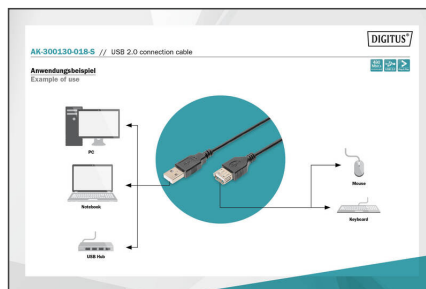 DIGITUS®
AK-300130-018-S // USB 2.0 connection cable
Anwendungsbeispiel
Example of use
PC
Notebook
USB Hub
Mouse
Keyboard